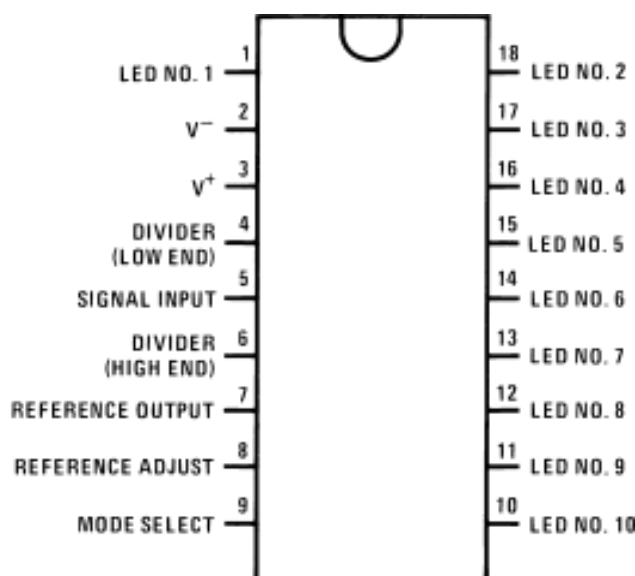 1
LED NO. 1
2
V⁻
3
V⁺
4
DIVIDER
(LOW END)
5
SIGNAL INPUT
6
DIVIDER
(HIGH END)
7
REFERENCE OUTPUT
8
REFERENCE ADJUST
9
MODE SELECT
18
LED NO. 2
17
LED NO. 3
16
LED NO. 4
15
LED NO. 5
14
LED NO. 6
13
LED NO. 7
12
LED NO. 8
11
LED NO. 9
10
LED NO. 10